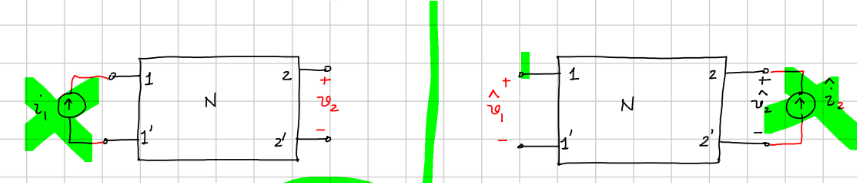 1 2 + 1 2 +
i₁ N v₂ v̂₁ N v̂₂ î₂
1' 2' - - 1' 2' -
+